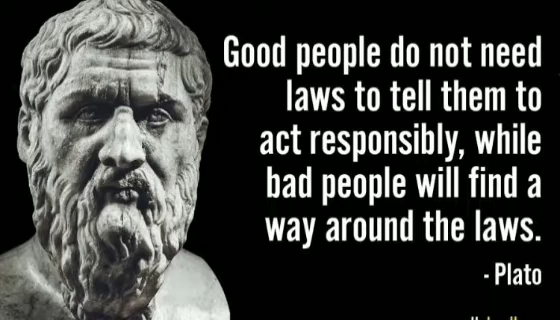 Good people do not need
laws to tell them to
act responsibly, while
bad people will find a
way around the laws.
- Plato